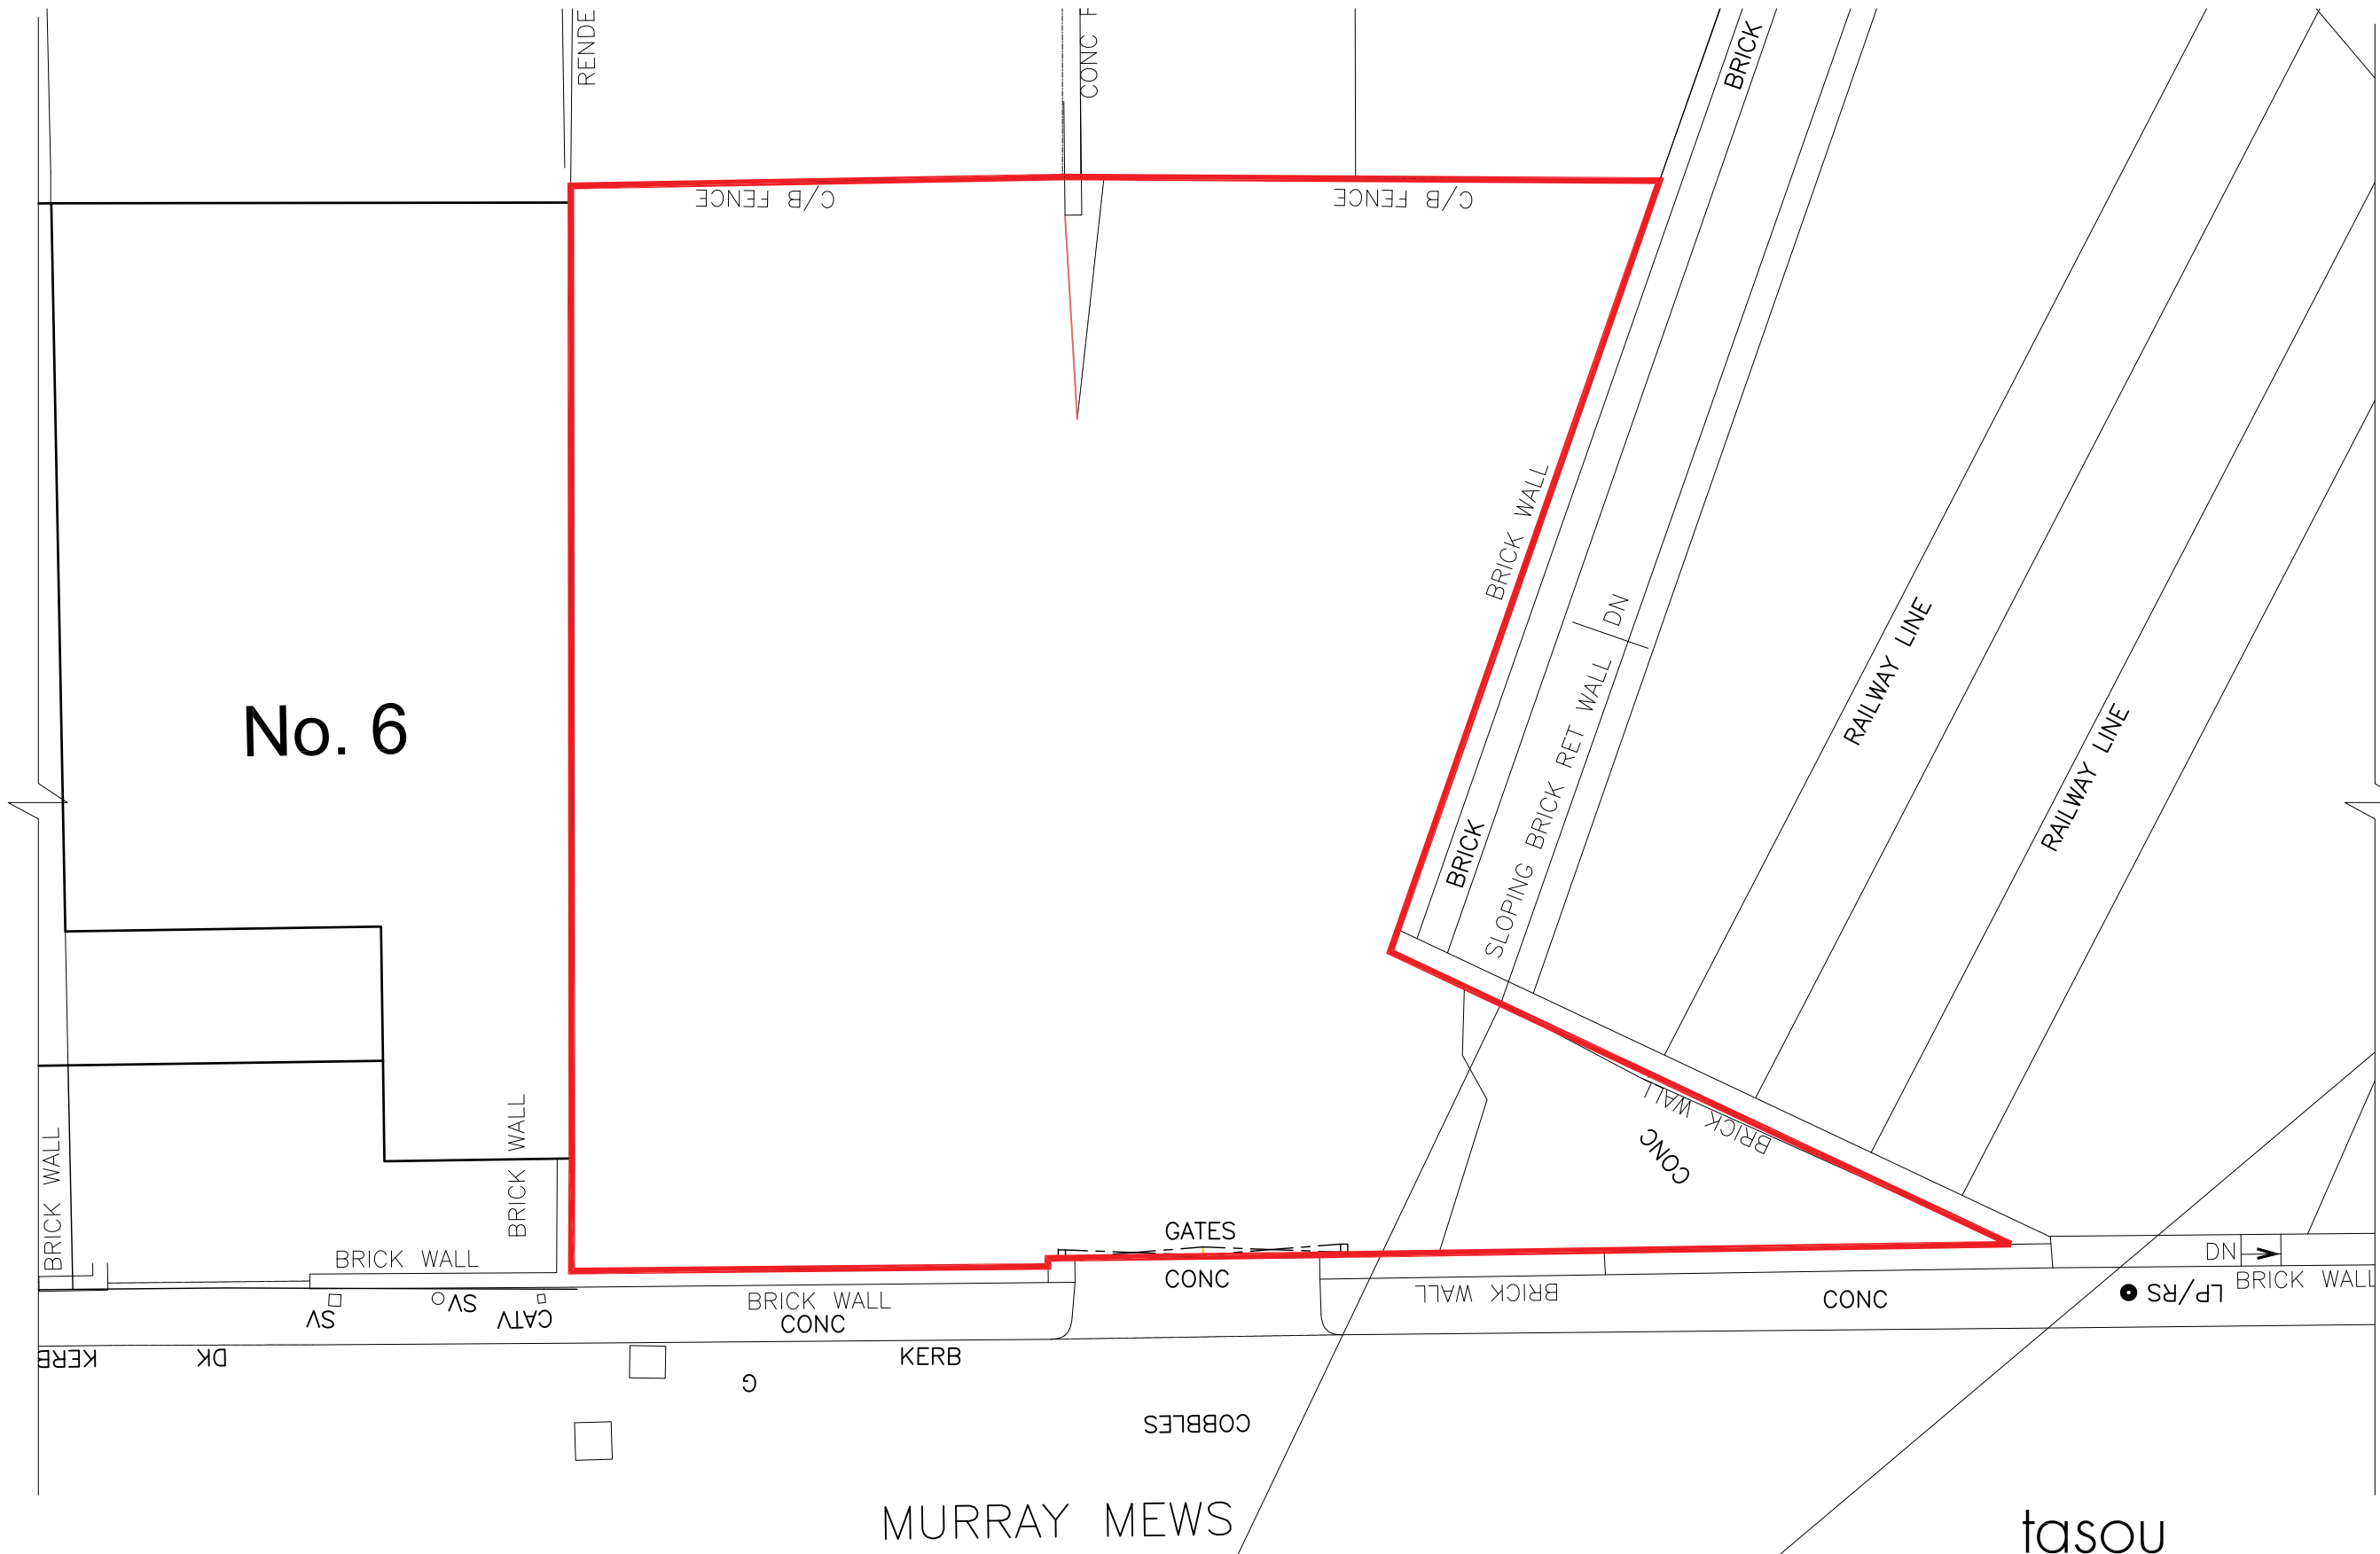 RENDE
CONC F
BRICK
C/B FENCE
C/B FENCE
BRICK WALL
DN
RAILWAY LINE
No. 6
RAILWAY LINE
SLOPING BRICK RET WALL
BRICK
BRICK WALL
BRICK WALL
BRICK WALL
CONC
GATES
BRICK WALL
CONC
DN
BRICK WALL
BRICK WALL
BRICK WALL
CONC
LP/RS
SV
SV
CATV
CONC
KERB
DK
KERB
G
COBBLES
MURRAY MEWS
tasou